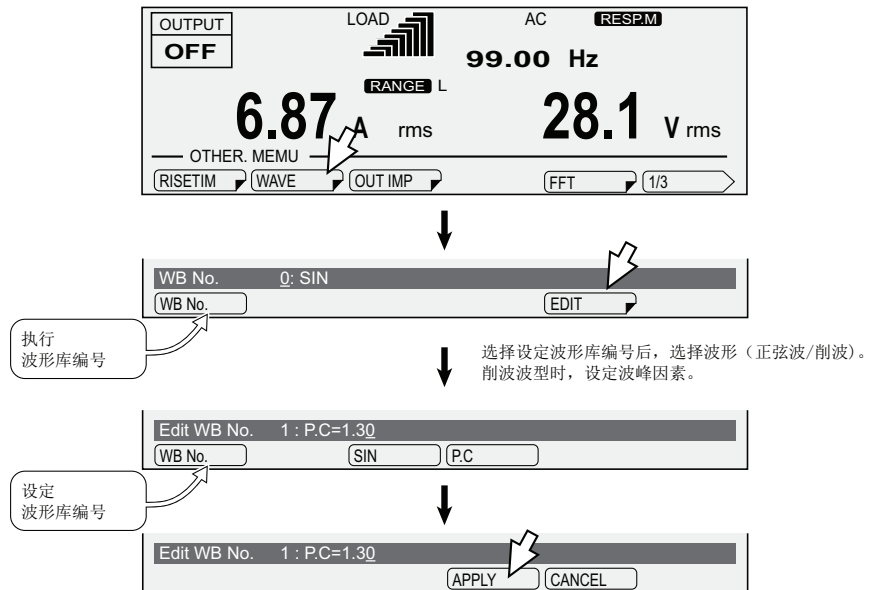 OUTPUT
OFF
LOAD
AC
RESP.M
99.00 Hz
RANGE L
6.87 A rms
28.1 V rms
OTHER. MEMU
RISETIM
WAVE
OUT IMP
FFT
1/3
WB No. 0: SIN
WB No.
EDIT
执行
波形库编号
选择设定波形库编号后，选择波形（正弦波/削波）。
削波波型时，设定波峰因素。
Edit WB No. 1 : P.C=1.30
WB No.
SIN
P.C
设定
波形库编号
Edit WB No. 1 : P.C=1.30
APPLY
CANCEL